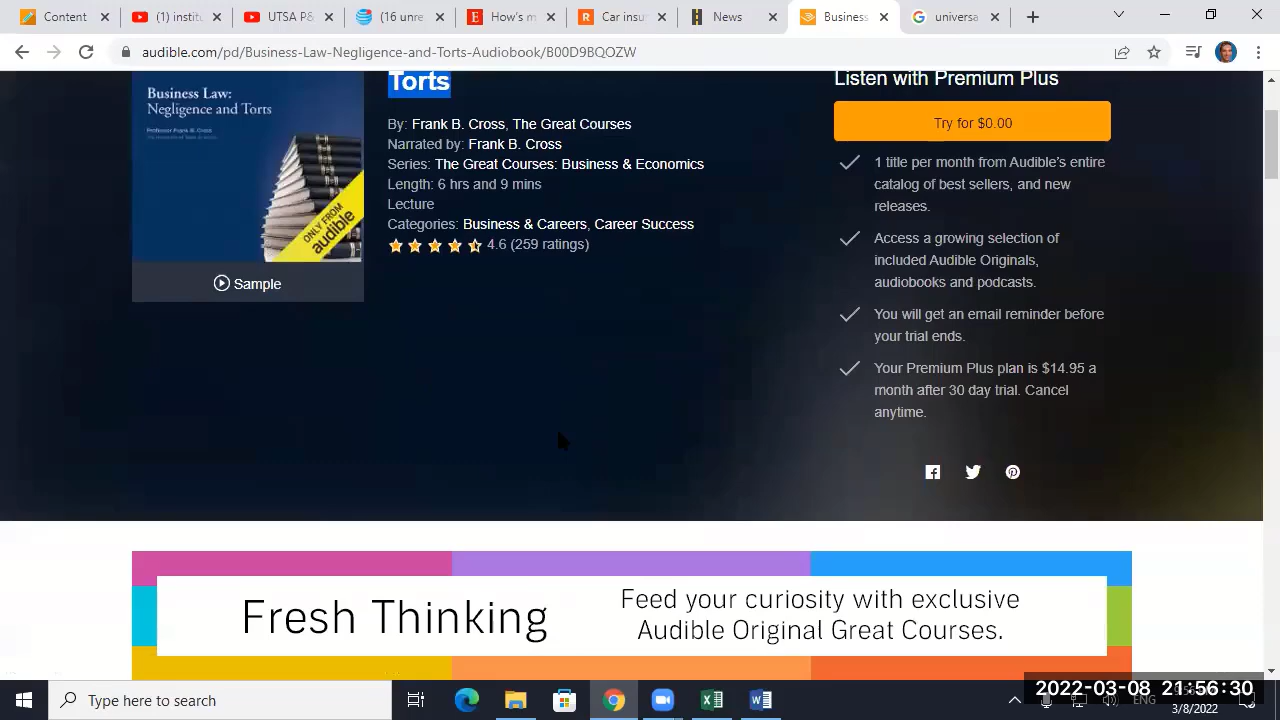 Content
(1) instit
UTSA P&
(16 unre
How's m
Car insu
News
Business
universa
audible.com/pd/Business-Law-Negligence-and-Torts-Audiobook/B00D9BQOZW
Business Law:
Negligence and Torts
Professor Frank B. Cross
ONLY FROM
audible
Sample
Torts
By: Frank B. Cross, The Great Courses
Narrated by: Frank B. Cross
Series: The Great Courses: Business & Economics
Length: 6 hrs and 9 mins
Lecture
Categories: Business & Careers, Career Success
4.6 (259 ratings)
Listen with Premium Plus
Try for $0.00
1 title per month from Audible's entire
catalog of best sellers, and new
releases.
Access a growing selection of
included Audible Originals,
audiobooks and podcasts.
You will get an email reminder before
your trial ends.
Your Premium Plus plan is $14.95 a
month after 30 day trial. Cancel
anytime.
Fresh Thinking
Feed your curiosity with exclusive
Audible Original Great Courses.
Type here to search
ENG
2022-03-08 21:56:30
3/8/2022